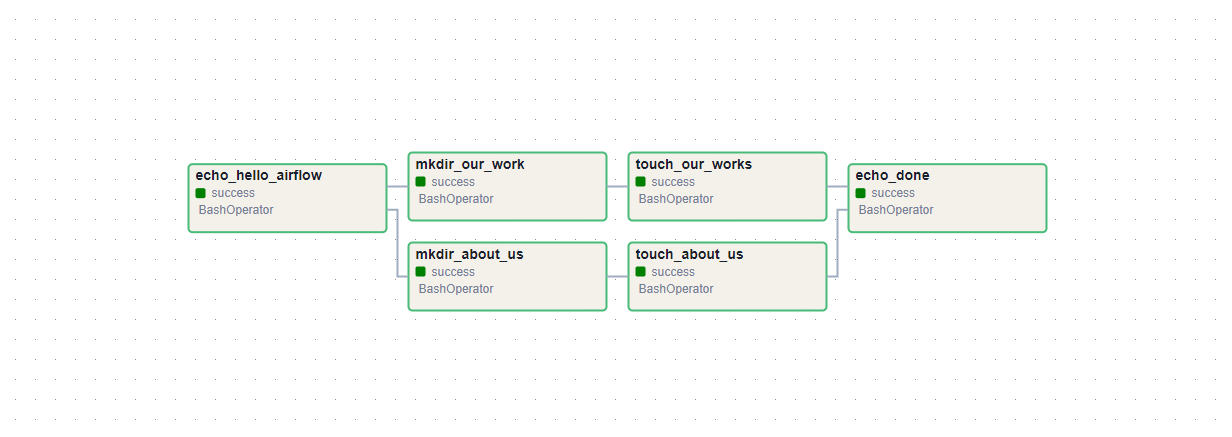 echo_hello_airflow
success
BashOperator
mkdir_our_work
success
BashOperator
touch_our_works
success
BashOperator
echo_done
success
BashOperator
mkdir_about_us
success
BashOperator
touch_about_us
success
BashOperator